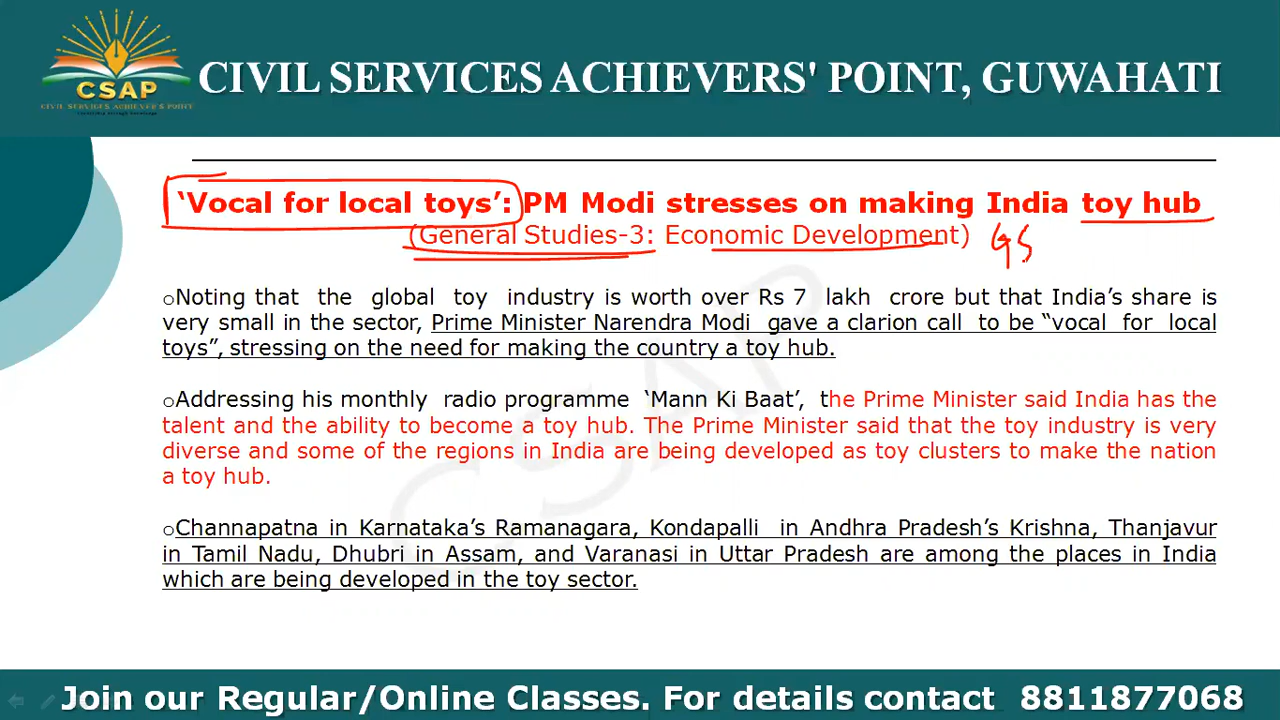 CSAP
CIVIL SERVICES ACHIEVER'S POINT
CIVIL SERVICES ACHIEVERS' POINT, GUWAHATI
‘Vocal for local toys’: PM Modi stresses on making India toy hub
(General Studies-3: Economic Development) GS
oNoting that the global toy industry is worth over Rs 7 lakh crore but that India’s share is
very small in the sector, Prime Minister Narendra Modi gave a clarion call to be “vocal for local
toys”, stressing on the need for making the country a toy hub.
oAddressing his monthly radio programme ‘Mann Ki Baat’, the Prime Minister said India has the
talent and the ability to become a toy hub. The Prime Minister said that the toy industry is very
diverse and some of the regions in India are being developed as toy clusters to make the nation
a toy hub.
oChannapatna in Karnataka’s Ramanagara, Kondapalli in Andhra Pradesh’s Krishna, Thanjavur
in Tamil Nadu, Dhubri in Assam, and Varanasi in Uttar Pradesh are among the places in India
which are being developed in the toy sector.
CSAP
Join our Regular/Online Classes. For details contact 8811877068